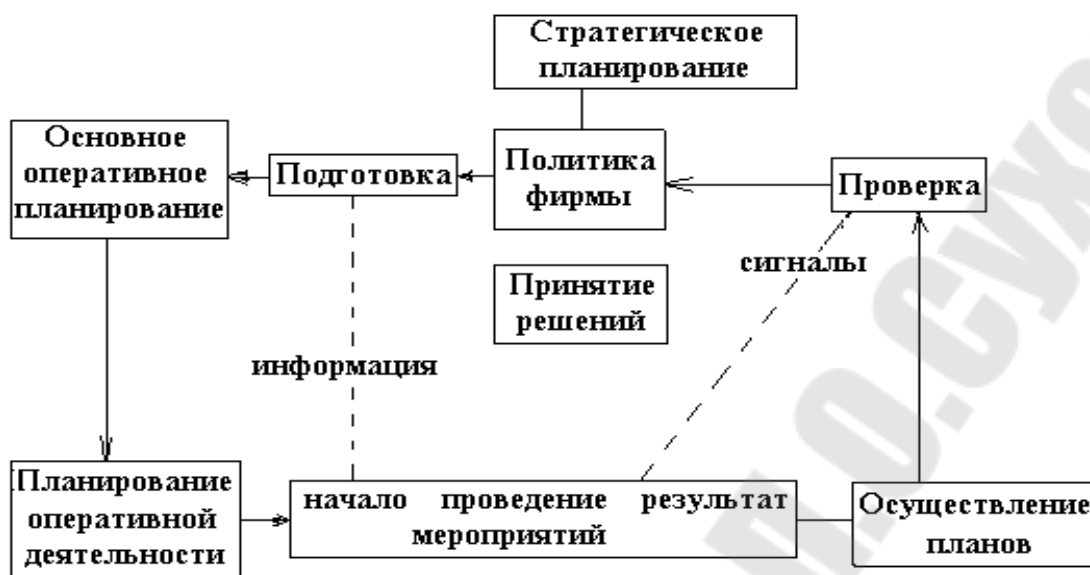 Стратегическое
планирование
Основное
оперативное
планирование
Подготовка
Политика
фирмы
Проверка
сигналы
Принятие
решений
информация
Планирование
оперативной
деятельности
начало проведение результат
мероприятий
Осуществление
планов